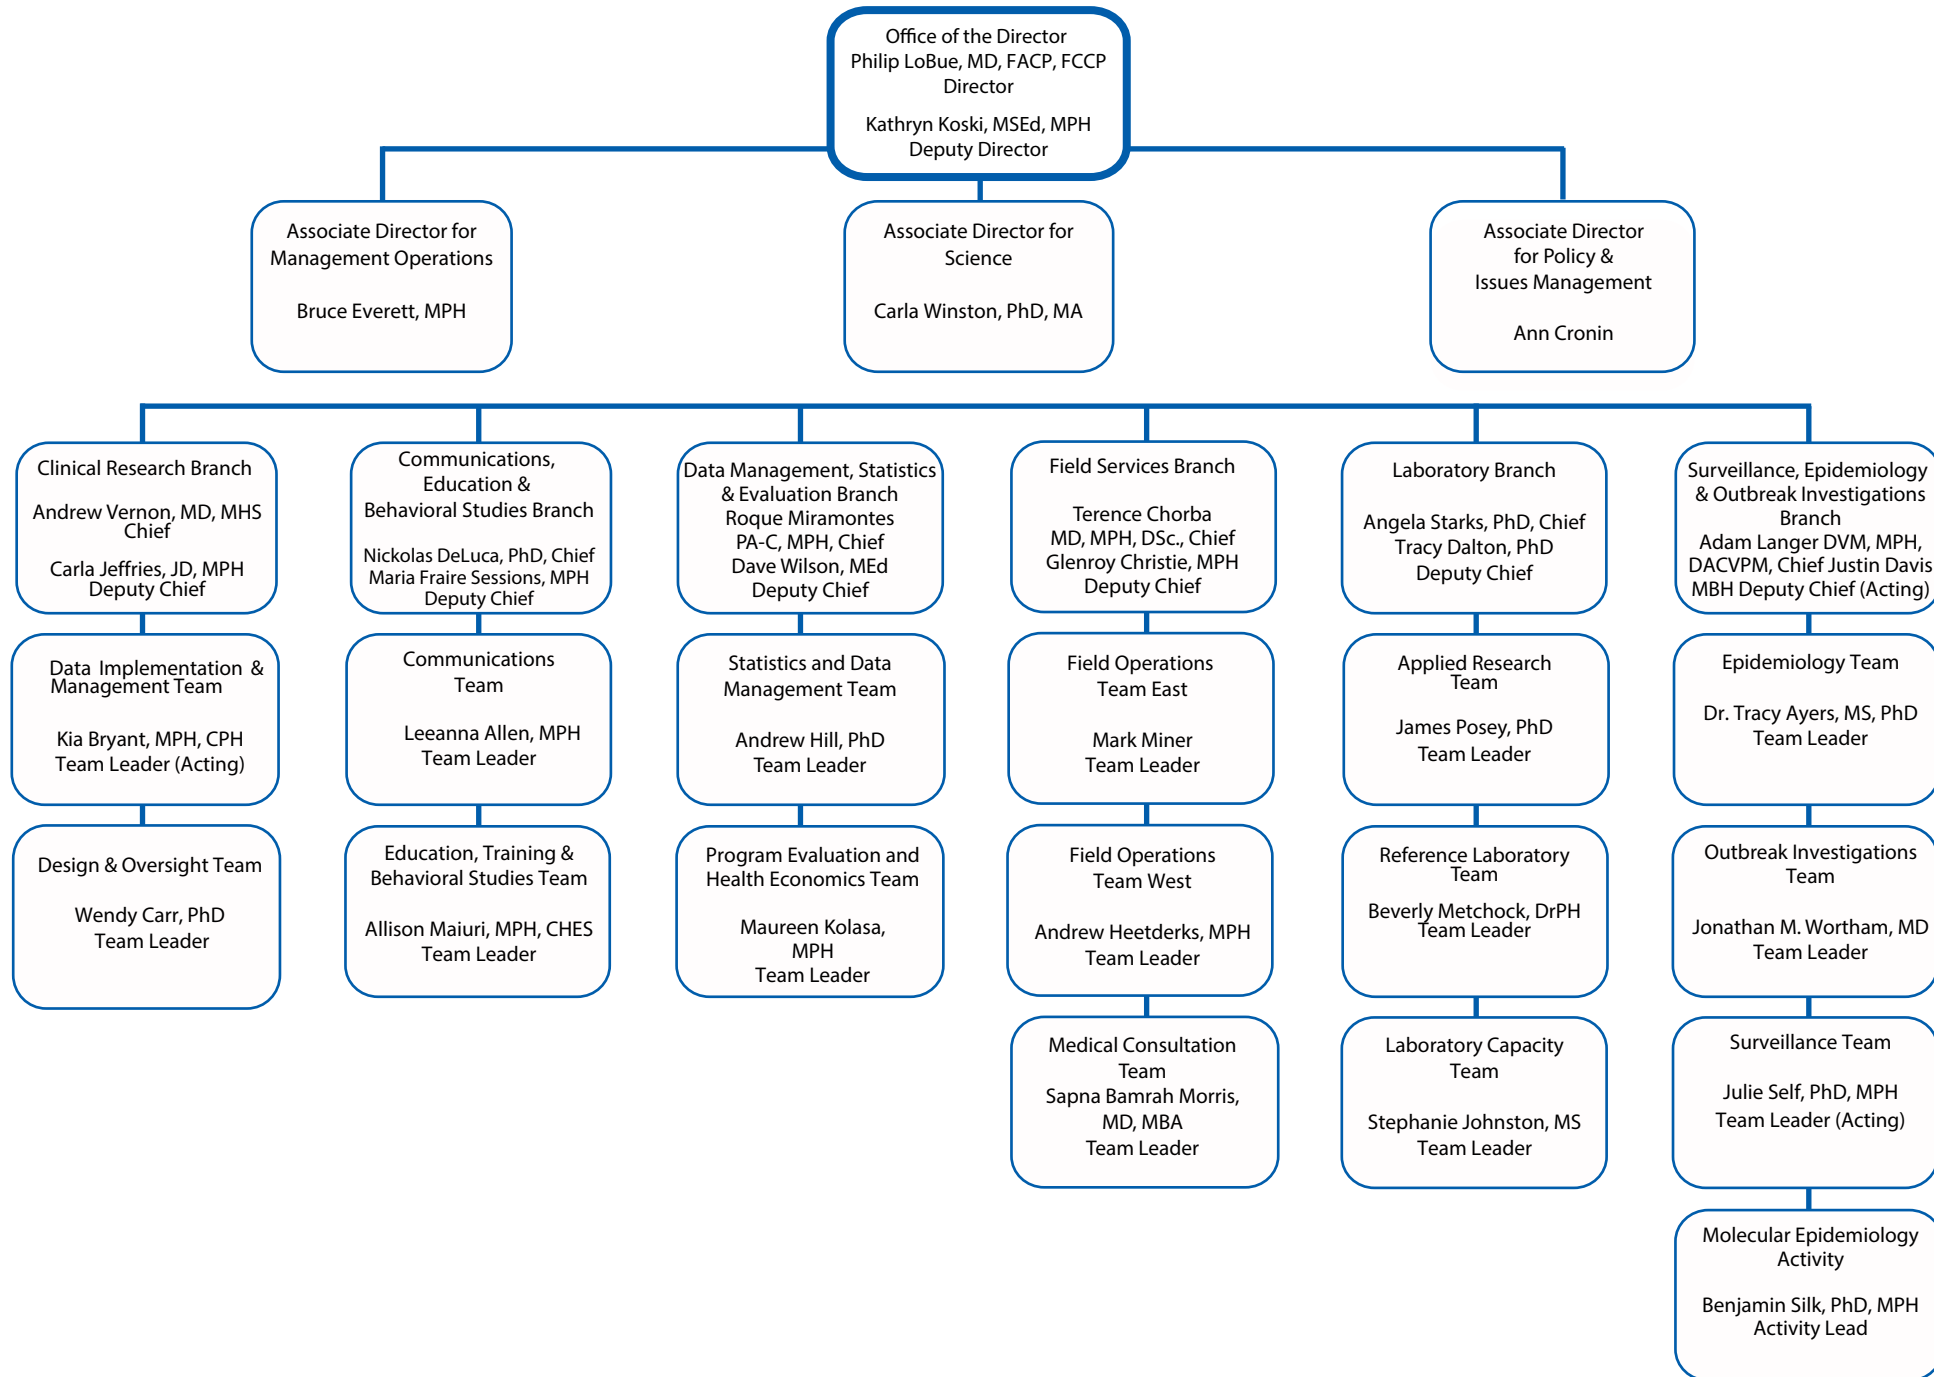 Office of the Director
Philip LoBue, MD, FACP, FCCP
Director
Kathryn Koski, MSEd, MPH
Deputy Director
Associate Director for
Management Operations
Bruce Everett, MPH
Associate Director for
Science
Carla Winston, PhD, MA
Associate Director
for Policy &
Issues Management
Ann Cronin
Clinical Research Branch
Andrew Vernon, MD, MHS
Chief
Carla Jeffries, JD, MPH
Deputy Chief
Communications,
Education &
Behavioral Studies Branch
Nickolas DeLuca, PhD, Chief
Maria Fraire Sessions, MPH
Deputy Chief
Data Management, Statistics
& Evaluation Branch
Roque Miramontes
PA-C, MPH, Chief
Dave Wilson, MEd
Deputy Chief
Field Services Branch
Terence Chorba
MD, MPH, DSc., Chief
Glenroy Christie, MPH
Deputy Chief
Laboratory Branch
Angela Starks, PhD, Chief
Tracy Dalton, PhD
Deputy Chief
Surveillance, Epidemiology
& Outbreak Investigations
Branch
Adam Langer DVM, MPH,
DACVPM, Chief Justin Davis
MBH Deputy Chief (Acting)
Data Implementation &
Management Team
Kia Bryant, MPH, CPH
Team Leader (Acting)
Communications
Team
Leeanna Allen, MPH
Team Leader
Statistics and Data
Management Team
Andrew Hill, PhD
Team Leader
Field Operations
Team East
Mark Miner
Team Leader
Applied Research
Team
James Posey, PhD
Team Leader
Epidemiology Team
Dr. Tracy Ayers, MS, PhD
Team Leader
Design & Oversight Team
Wendy Carr, PhD
Team Leader
Education, Training &
Behavioral Studies Team
Allison Maiuri, MPH, CHES
Team Leader
Program Evaluation and
Health Economics Team
Maureen Kolasa,
MPH
Team Leader
Field Operations
Team West
Andrew Heetderks, MPH
Team Leader
Reference Laboratory
Team
Beverly Metchock, DrPH
Team Leader
Outbreak Investigations
Team
Jonathan M. Wortham, MD
Team Leader
Medical Consultation
Team
Sapna Bamrah Morris,
MD, MBA
Team Leader
Laboratory Capacity
Team
Stephanie Johnston, MS
Team Leader
Surveillance Team
Julie Self, PhD, MPH
Team Leader (Acting)
Molecular Epidemiology
Activity
Benjamin Silk, PhD, MPH
Activity Lead